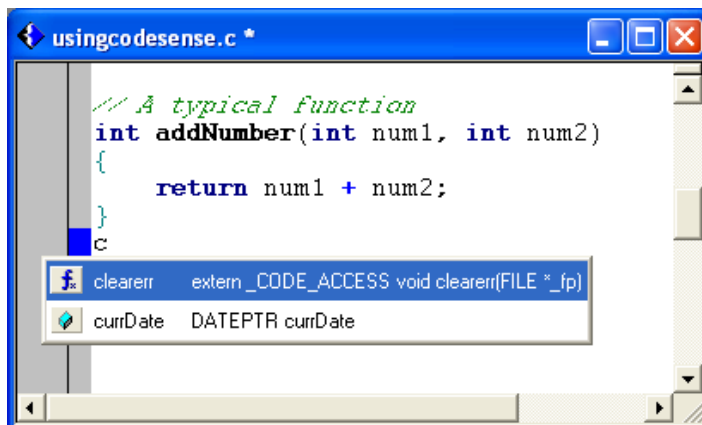 usingcodesense.c *
// A typical function
int addNumber(int num1, int num2)
{
return num1 + num2;
}
c
clearerr extern _CODE_ACCESS void clearerr(FILE *_fp)
currDate DATEPTR currDate